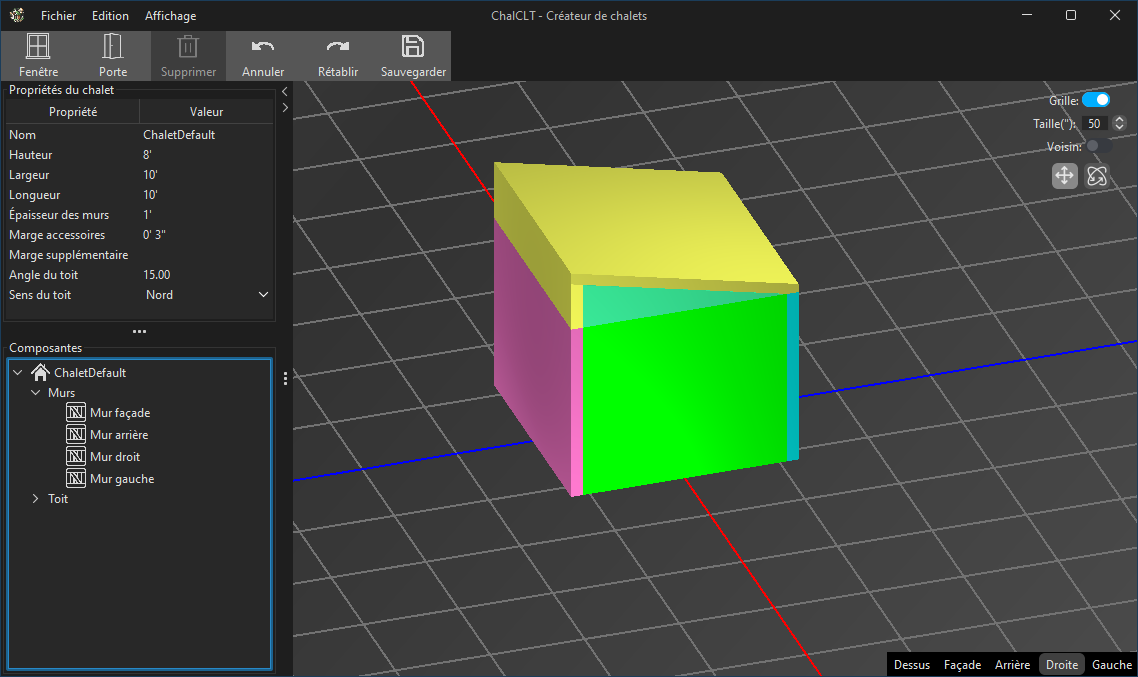 Fichier Edition Affichage ChalCLT - Créateur de chalets
Fenêtre Porte Supprimer Annuler Rétablir Sauvegarder
Propriétés du chalet
Propriété Valeur
Nom ChaletDefault
Hauteur 8'
Largeur 10'
Longueur 10'
Épaisseur des murs 1'
Marge accessoires 0' 3"
Marge supplémentaire
Angle du toit 15.00
Sens du toit Nord
Composantes
ChaletDefault
Murs
Mur façade
Mur arrière
Mur droit
Mur gauche
Toit
Grille:
Taille("): 50
Voisin:
Dessus Façade Arrière Droite Gauche